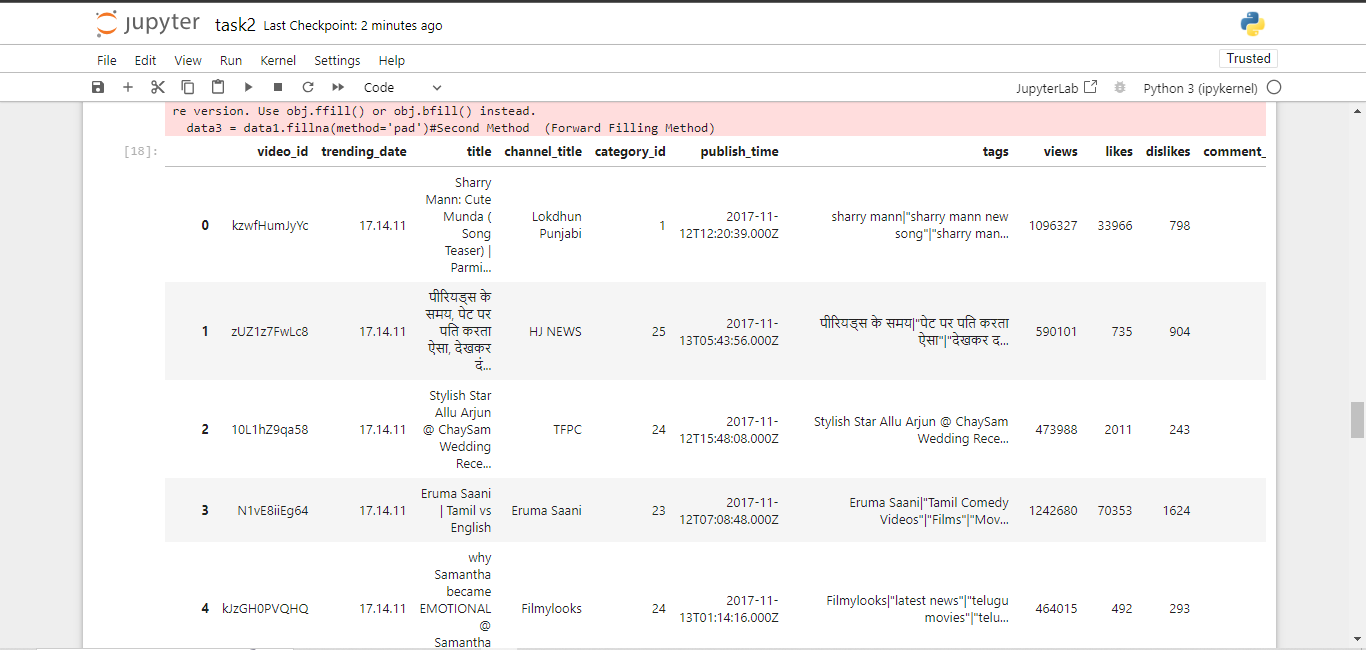 jupyter task2 Last Checkpoint: 2 minutes ago
File Edit View Run Kernel Settings Help
Trusted
Code
JupyterLab
Python 3 (ipykernel)
re version. Use obj.ffill() or obj.bfill() instead.
data3 = data1.fillna(method='pad')#Second Method (Forward Filling Method)
[18]:
video_id trending_date title channel_title category_id publish_time tags views likes dislikes comment_
Sharry
Mann: Cute
Munda (
Song
Teaser) |
Parmi...
0 kzwfHumJyYc 17.14.11
Lokdhun
Punjabi
1
2017-11-
12T12:20:39.000Z
sharry mann|"sharry mann new
song"|"sharry man...
1096327 33966 798
पीरियड्स के
समय, पेट पर
पति करता
ऐसा, देखकर
दं...
1 zUZ1z7FwLc8 17.14.11
HJ NEWS 25
2017-11-
13T05:43:56.000Z
पीरियड्स के समय|"पेट पर पति करता
ऐसा"|"देखकर द...
590101 735 904
Stylish Star
Allu Arjun
@ ChaySam
Wedding
Rece...
2 10L1hZ9qa58 17.14.11
TFPC 24
2017-11-
12T15:48:08.000Z
Stylish Star Allu Arjun @ ChaySam
Wedding Rece...
473988 2011 243
Eruma Saani
| Tamil vs
English
3 N1vE8iiEg64 17.14.11
Eruma Saani 23
2017-11-
12T07:08:48.000Z
Eruma Saani|"Tamil Comedy
Videos"|"Films"|"Mov...
1242680 70353 1624
why
Samantha
became
EMOTIONAL
@
Samantha
4 kJzGH0PVQHQ 17.14.11
Filmylooks 24
2017-11-
13T01:14:16.000Z
Filmylooks|"latest news"|"telugu
movies"|"telu...
464015 492 293